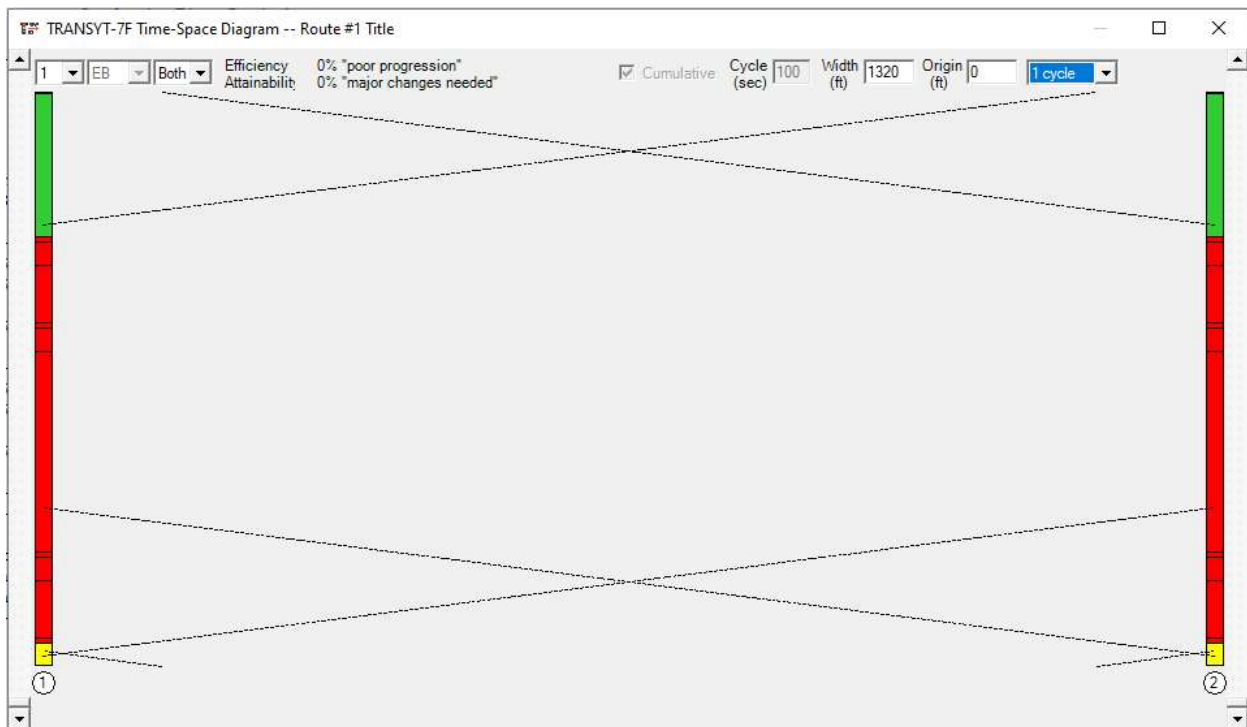 TRANSYT-7F Time-Space Diagram -- Route #1 Title
1 EB Both Efficiency 0% "poor progression" Cumulative Cycle (sec) 100 Width (ft) 1320 Origin (ft) 0 1 cycle
Attainability 0% "major changes needed"
1 2